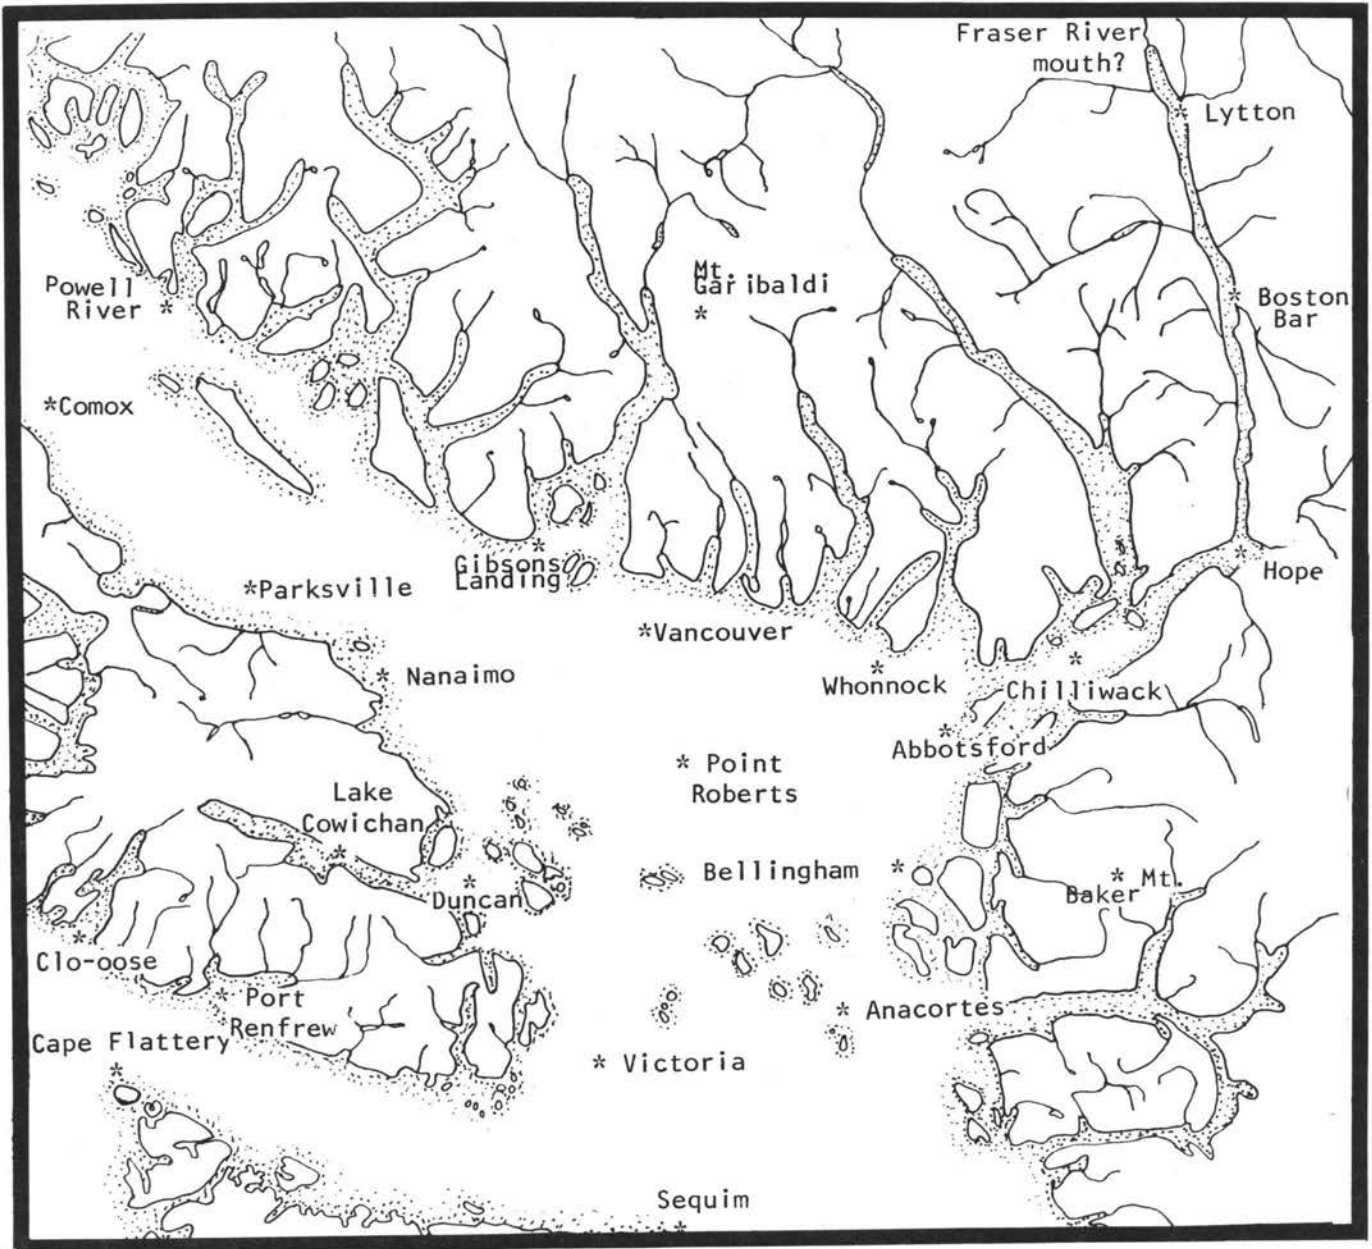 Fraser River
mouth?
* Lytton
Powell
River *
Mt.
Garibaldi
*
* Boston
Bar
*Comox
*
Gibsons
Landing
*
Hope
*Parksville
*Vancouver
* Nanaimo
*
Whonnock
*
Chilliwack
*
Abbotsford
* Point
Roberts
Lake
Cowichan
*
Bellingham *
* Mt.
Baker
*
Duncan
*
Clo-oose
* Port
Renfrew
* Anacortes
Cape Flattery
*
* Victoria
Sequim
*